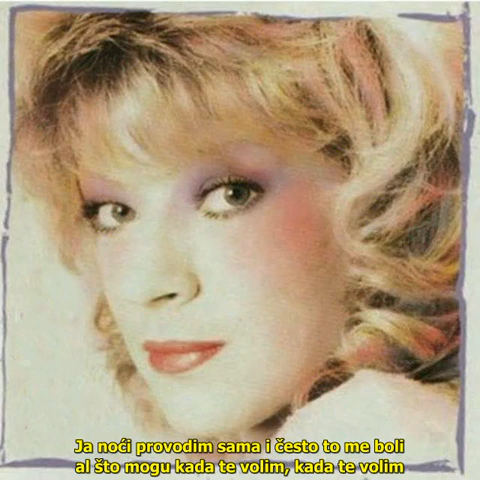 Ja noći provodim sama i često to me boli
al što mogu kada te volim, kada te volim